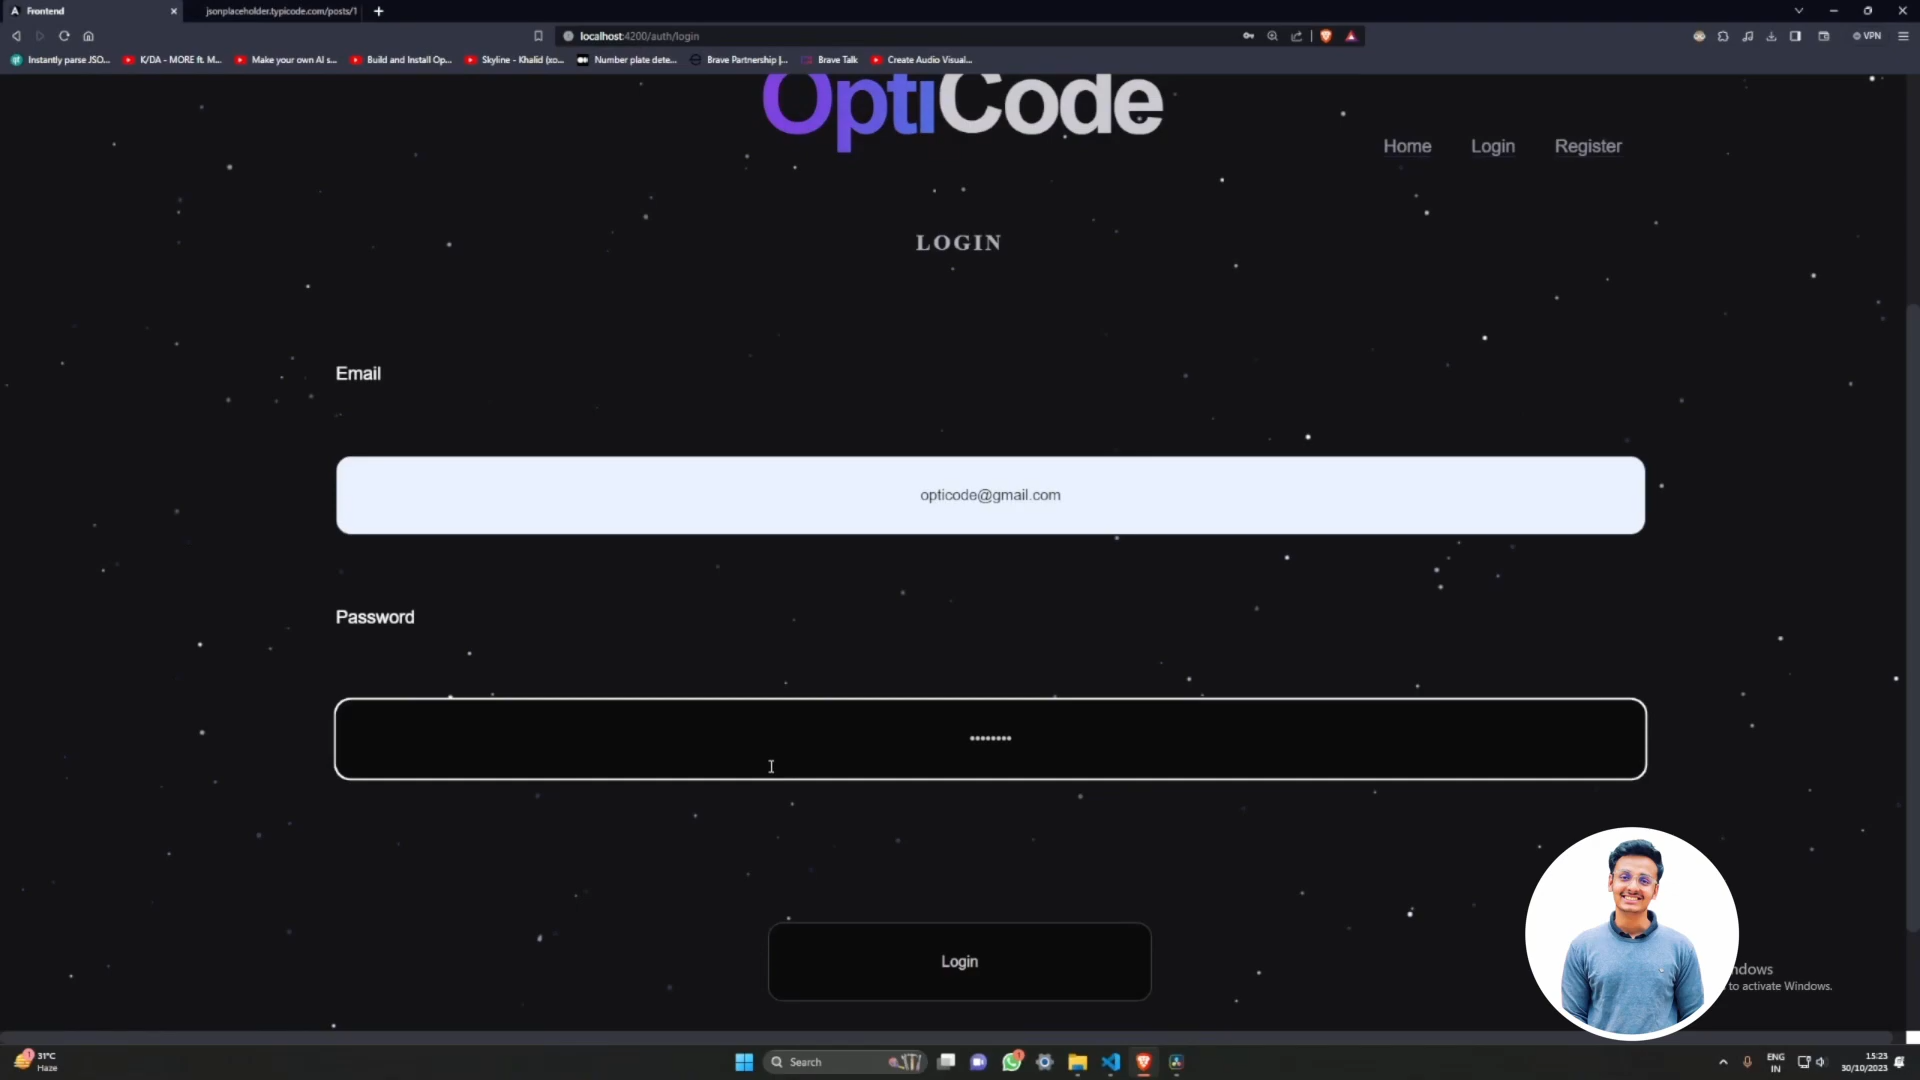 Frontend
jsonplaceholder.typicode.com/posts/1
localhost:4200/auth/login
VPN
Instantly parse JSO...
K/DA - MORE ft. M...
Make your own AI s...
Build and Install Op...
Skyline - Khalid (xo...
Number plate dete...
Brave Partnership |...
Brave Talk
Create Audio Visual...
OptiCode
Home
Login
Register
LOGIN
Email
opticode@gmail.com
Password
••••••••
Login
ndows
to activate Windows.
1
31°C
Haze
Search
ENG
IN
15:23
30/10/2023